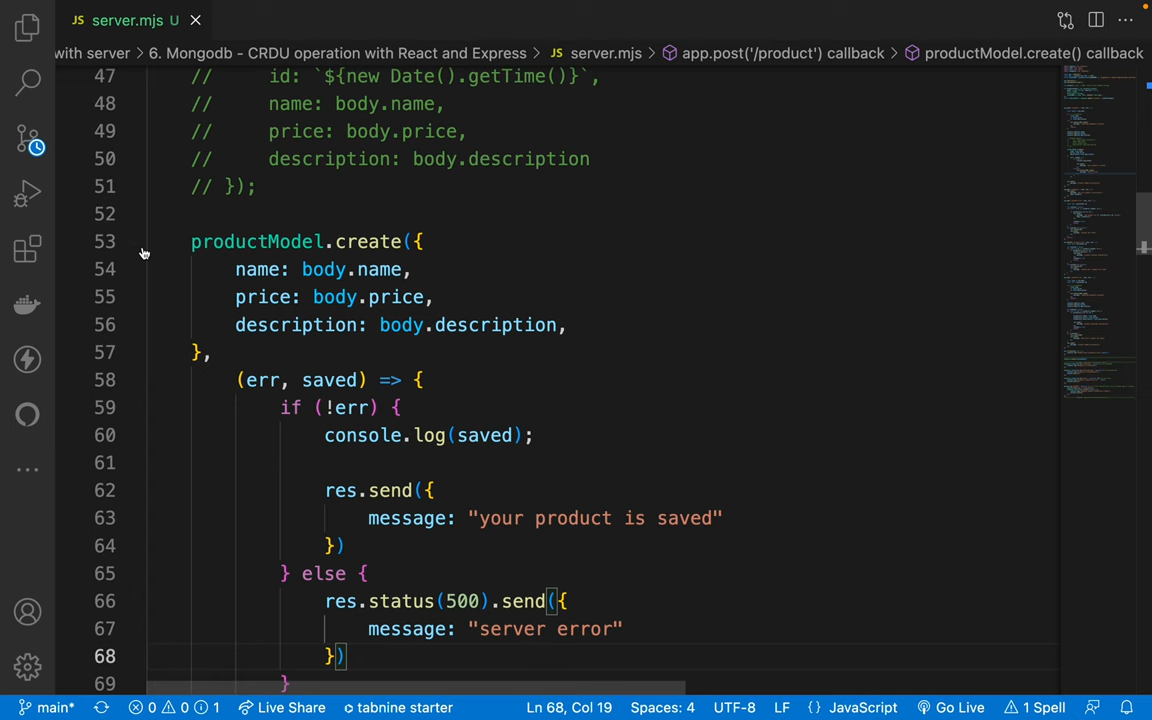 JS server.mjs U
with server > 6. Mongodb - CRDU operation with React and Express > JS server.mjs > app.post('/product') callback > productModel.create() callback
47 //     id: `${new Date().getTime()}`,
48 //     name: body.name,
49 //     price: body.price,
50 //     description: body.description
51 // });
52
53 productModel.create({
54     name: body.name,
55     price: body.price,
56     description: body.description,
57 },
58     (err, saved) => {
59         if (!err) {
60             console.log(saved);
61
62             res.send({
63                 message: "your product is saved"
64             })
65         } else {
66             res.status(500).send({
67                 message: "server error"
68             })
69         }
main* 0 0 1 Live Share tabnine starter Ln 68, Col 19 Spaces: 4 UTF-8 LF {} JavaScript Go Live 1 Spell